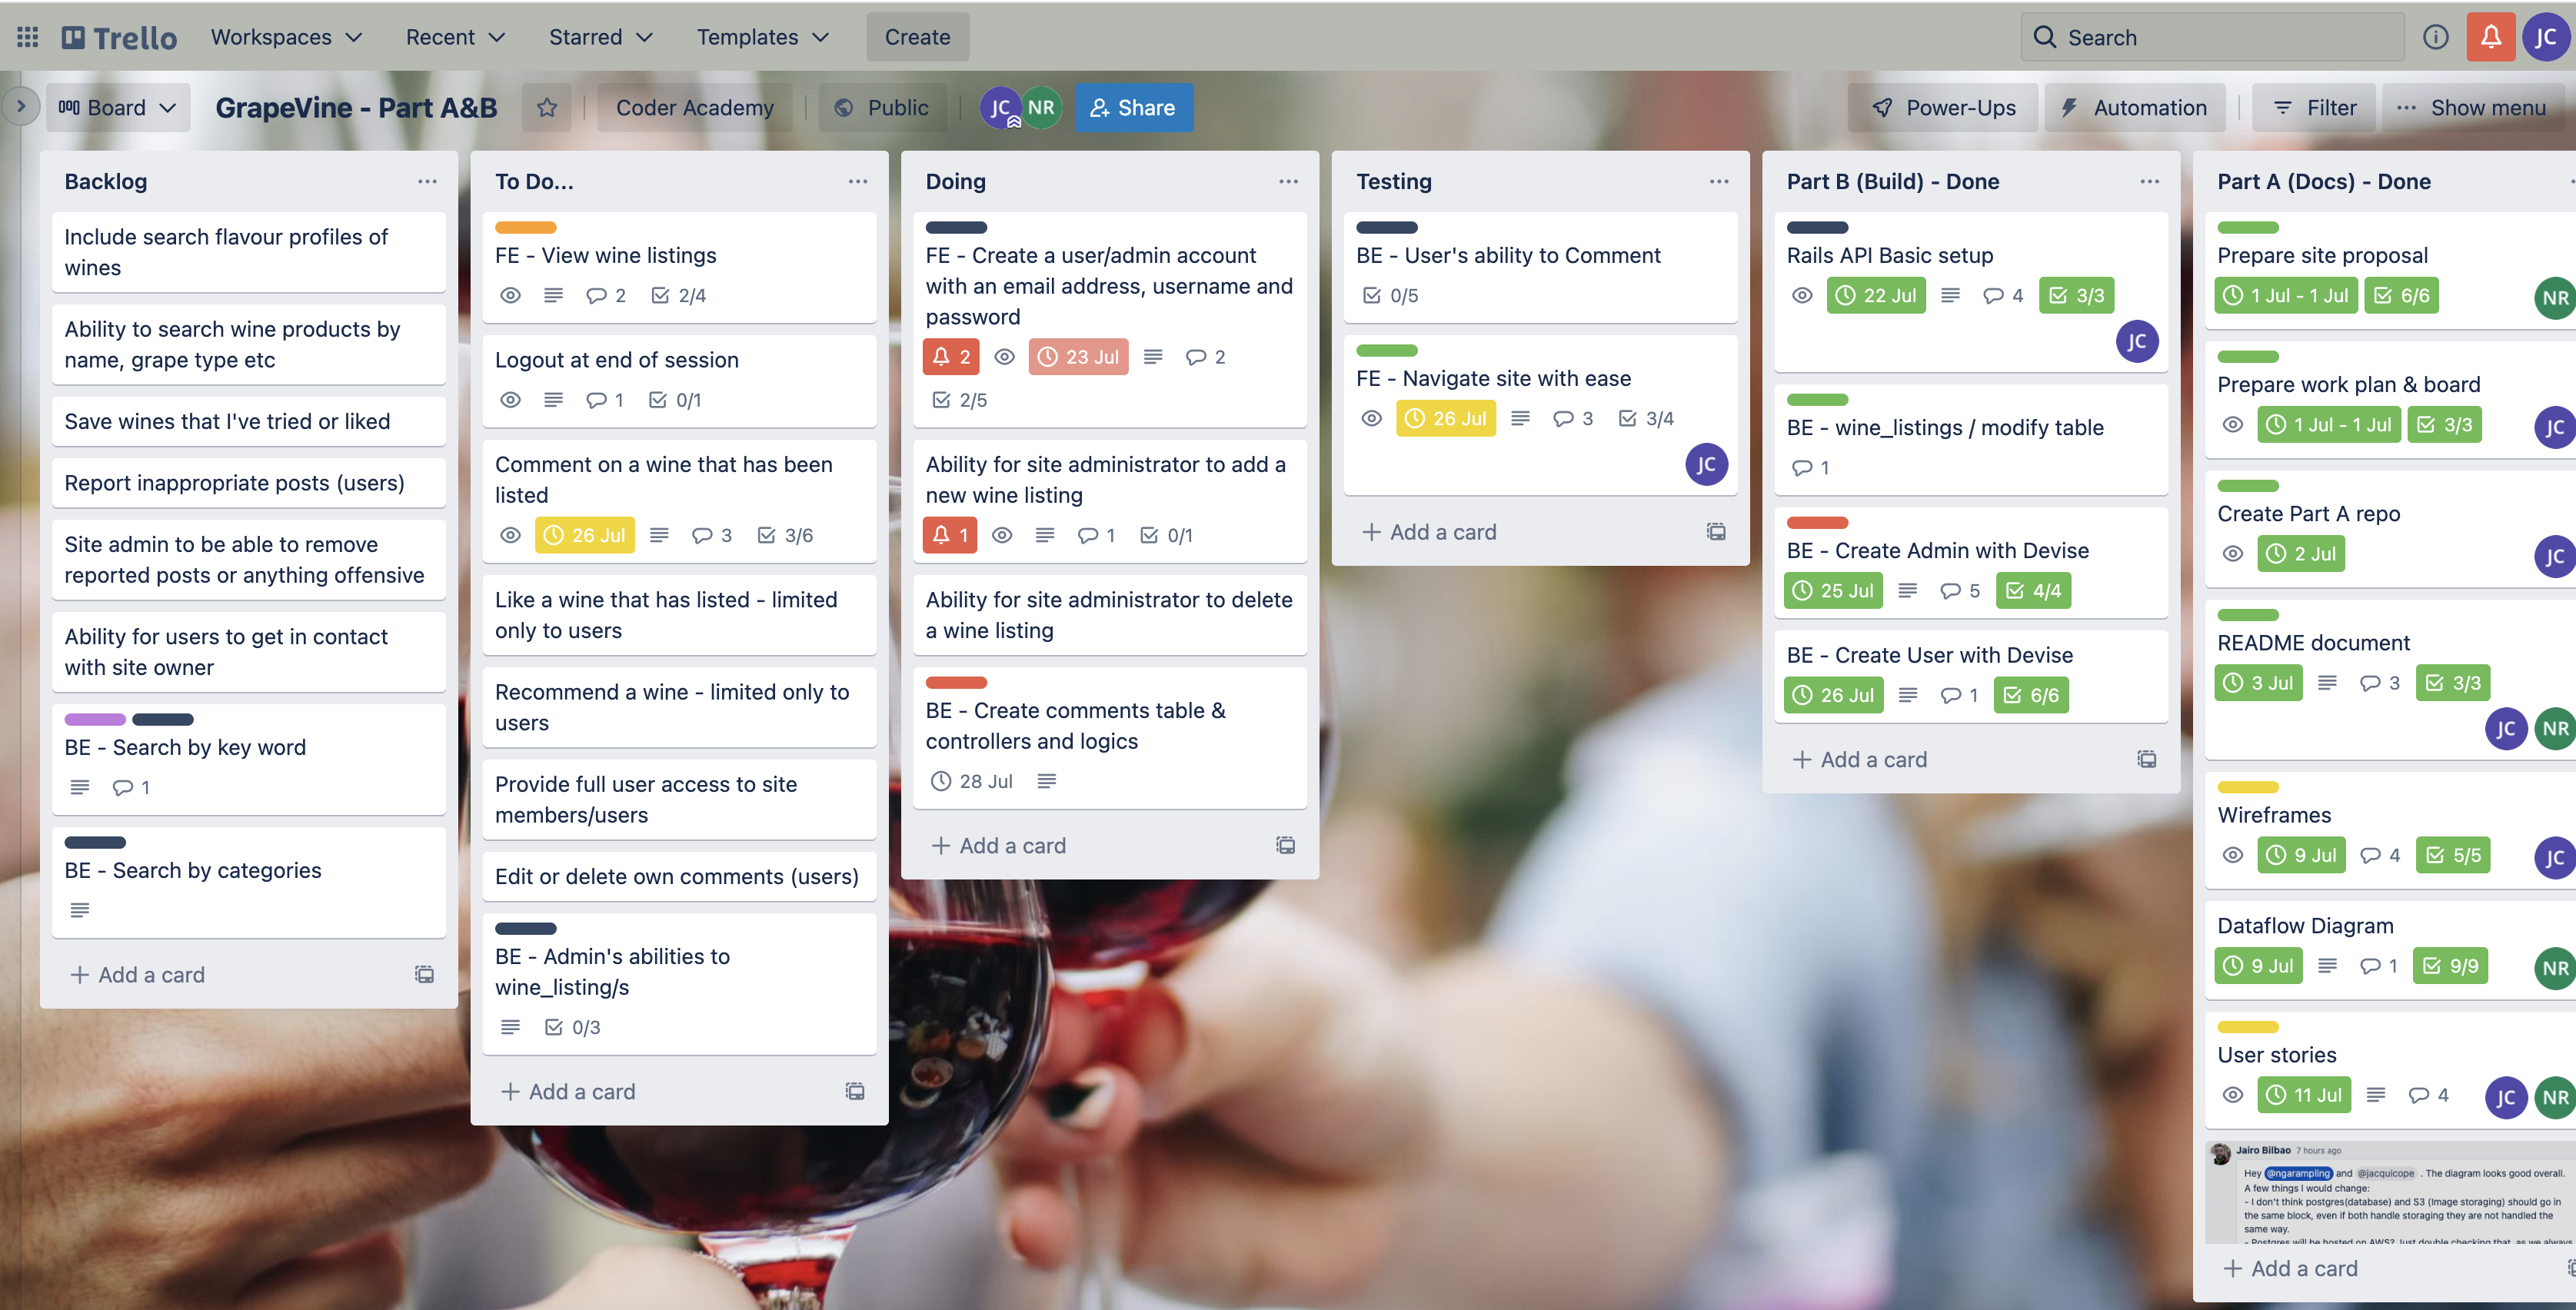 Trello Workspaces Recent Starred Templates Create Search JC
Board GrapeVine - Part A&B Coder Academy Public JC NR Share Power-Ups Automation Filter Show menu
Backlog
Include search flavour profiles of
wines
Ability to search wine products by
name, grape type etc
Save wines that I've tried or liked
Report inappropriate posts (users)
Site admin to be able to remove
reported posts or anything offensive
Ability for users to get in contact
with site owner
BE - Search by key word
1
BE - Search by categories
+ Add a card
To Do...
FE - View wine listings
2 2/4
Logout at end of session
1 0/1
Comment on a wine that has been
listed
26 Jul 3 3/6
Like a wine that has listed - limited
only to users
Recommend a wine - limited only to
users
Provide full user access to site
members/users
Edit or delete own comments (users)
BE - Admin's abilities to
wine_listing/s
0/3
+ Add a card
Doing
FE - Create a user/admin account
with an email address, username and
password
2 23 Jul 2
2/5
Ability for site administrator to add a
new wine listing
1 1 0/1
Ability for site administrator to delete
a wine listing
BE - Create comments table &
controllers and logics
28 Jul
+ Add a card
Testing
BE - User's ability to Comment
0/5
FE - Navigate site with ease
26 Jul 3 3/4
JC
+ Add a card
Part B (Build) - Done
Rails API Basic setup
22 Jul 4 3/3
JC
BE - wine_listings / modify table
1
BE - Create Admin with Devise
25 Jul 5 4/4
BE - Create User with Devise
26 Jul 1 6/6
+ Add a card
Part A (Docs) - Done
Prepare site proposal
1 Jul - 1 Jul 6/6 NR
Prepare work plan & board
1 Jul - 1 Jul 3/3 JC
Create Part A repo
2 Jul JC
README document
3 Jul 3 3/3
JC NR
Wireframes
9 Jul 4 5/5 JC
Dataflow Diagram
9 Jul 1 9/9 NR
User stories
11 Jul 4 JC NR
Jairo Bilbao 7 hours ago
Hey @ngarampling and @jacquicope . The diagram looks good overall.
A few things I would change:
- I don't think postgres(database) and S3 (Image storaging) should go in
the same block, even if both handle storaging they are not handled the
same way.
- Postgres will be hosted on AWS? Just double checking that, as we always
+ Add a card